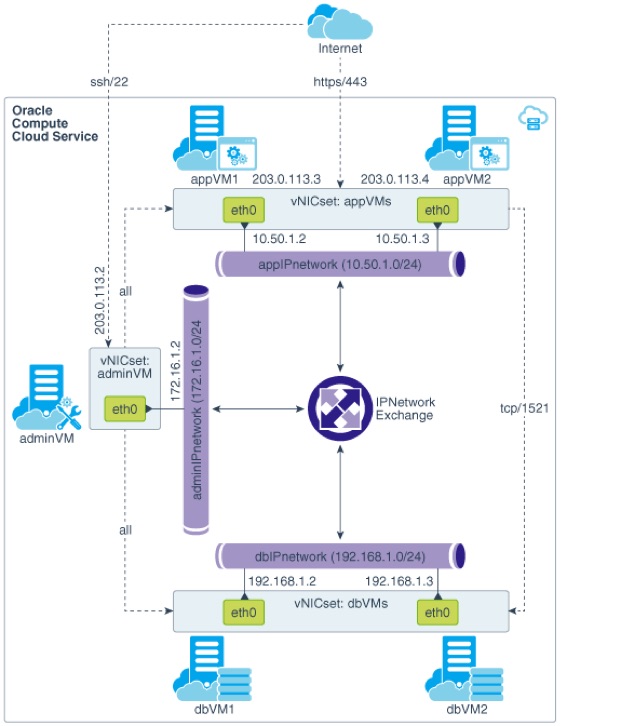 Internet
ssh/22
https/443
Oracle
Compute
Cloud Service
appVM1
203.0.113.3
203.0.113.4
appVM2
vNICset: appVMs
eth0
eth0
10.50.1.2
10.50.1.3
appIPnetwork (10.50.1.0/24)
203.0.113.2
all
172.16.1.2
adminIPnetwork (172.16.1.0/24
vNICset:
adminVM
eth0
adminVM
IPNetwork
Exchange
tcp/1521
all
dbIPnetwork (192.168.1.0/24)
192.168.1.2
192.168.1.3
vNICset: dbVMs
eth0
eth0
dbVM1
dbVM2